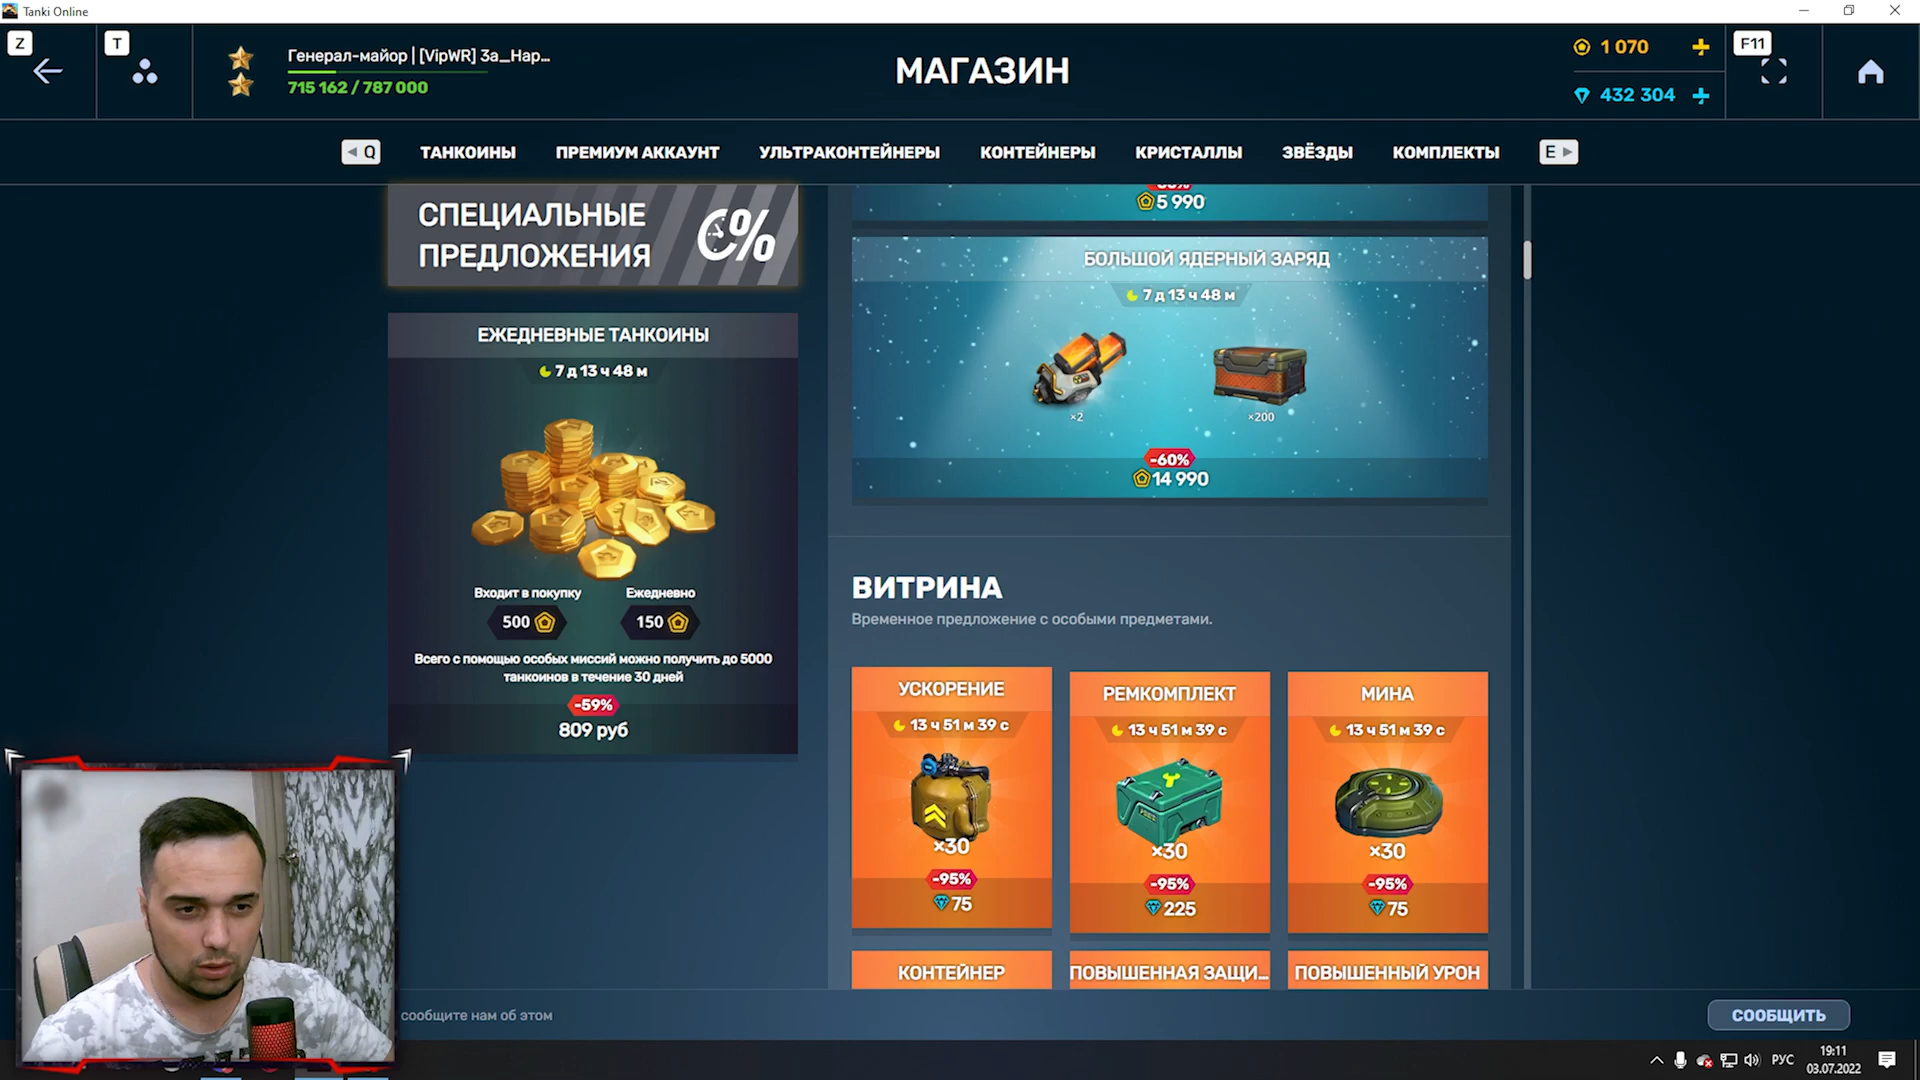 Tanki Online
Z
T
Генерал-майор | [VipWR] За_Нар...
715 162 / 787 000
МАГАЗИН
1 070
432 304
F11
Q
ТАНКОИНЫ
ПРЕМИУМ АККАУНТ
УЛЬТРАКОНТЕЙНЕРЫ
КОНТЕЙНЕРЫ
КРИСТАЛЛЫ
ЗВЁЗДЫ
КОМПЛЕКТЫ
E
СПЕЦИАЛЬНЫЕ
ПРЕДЛОЖЕНИЯ
%
ЕЖЕДНЕВНЫЕ ТАНКОИНЫ
7 д 13 ч 48 м
Входит в покупку
Ежедневно
500
150
Всего с помощью особых миссий можно получить до 5000
танкоинов в течение 30 дней
-59%
809 руб
5 990
БОЛЬШОЙ ЯДЕРНЫЙ ЗАРЯД
7 д 13 ч 48 м
×2
×200
-60%
14 990
ВИТРИНА
Временное предложение с особыми предметами.
УСКОРЕНИЕ
13 ч 51 м 39 с
×30
-95%
75
РЕМКОМПЛЕКТ
13 ч 51 м 39 с
×30
-95%
225
МИНА
13 ч 51 м 39 с
×30
-95%
75
КОНТЕЙНЕР
ПОВЫШЕННАЯ ЗАЩИ...
ПОВЫШЕННЫЙ УРОН
сообщите нам об этом
СООБЩИТЬ
РУС
19:11
03.07.2022